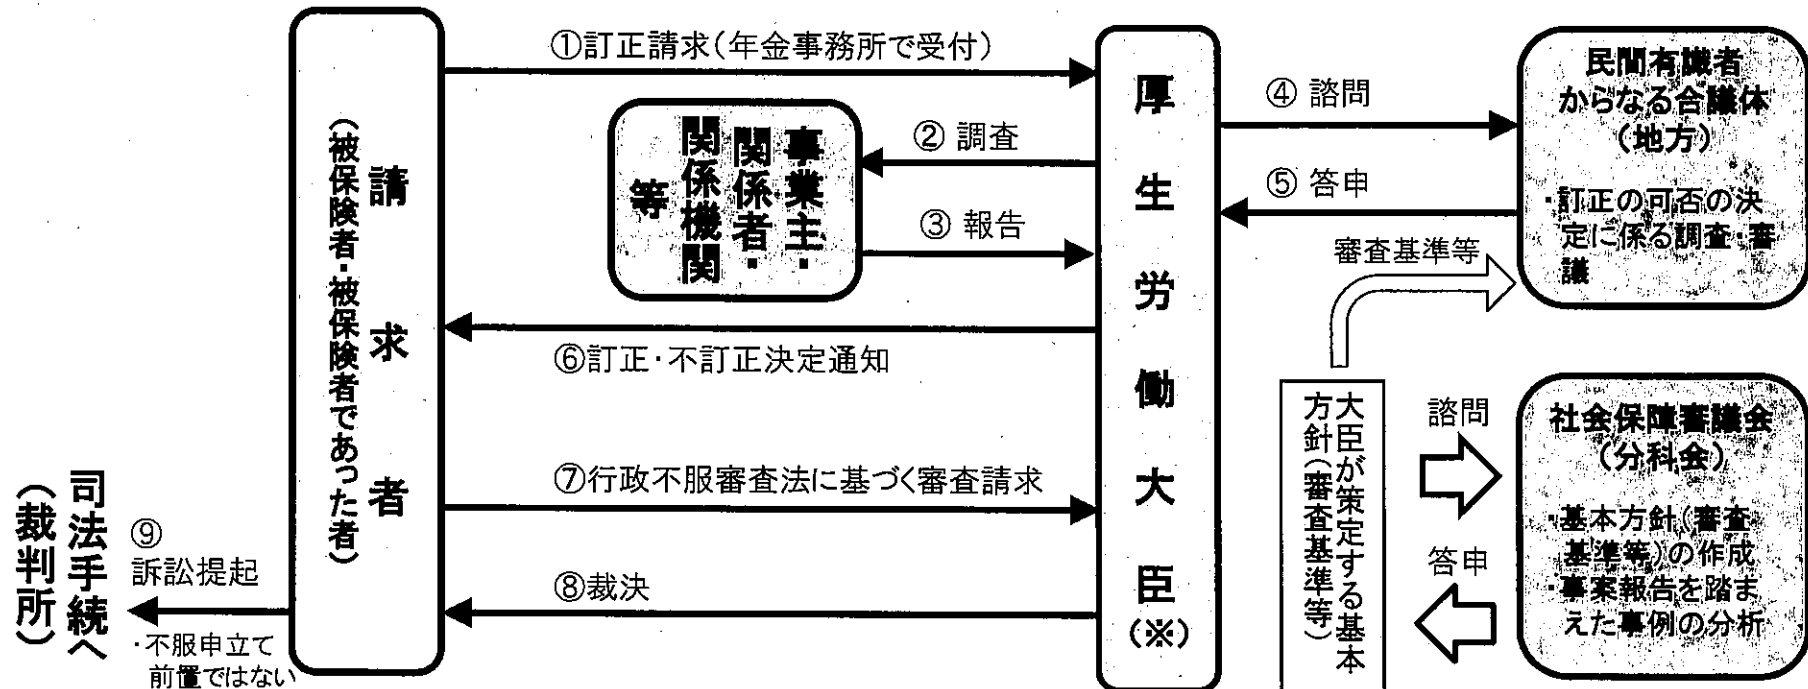 ①訂正請求(年金事務所で受付)
請求者
(被保険者・被保険者であった者)
事業主・
関係者・
関係機関
等
② 調査
③ 報告
⑥訂正・不訂正決定通知
⑦行政不服審査法に基づく審査請求
⑧裁決
⑨
訴訟提起
・不服申立て
前置ではない
司法手続へ
(裁判所)
厚生労働大臣
(※)
④ 諮問
⑤ 答申
民間有識者
からなる合議体
(地方)
・訂正の可否の決
定に係る調査・審
議
審査基準等
大臣が策定する基本
方針(審査基準等)
諮問
答申
社会保障審議会
(分科会)
・基本方針(審査
基準等)の作成
・事案報告を踏ま
えた事例の分析